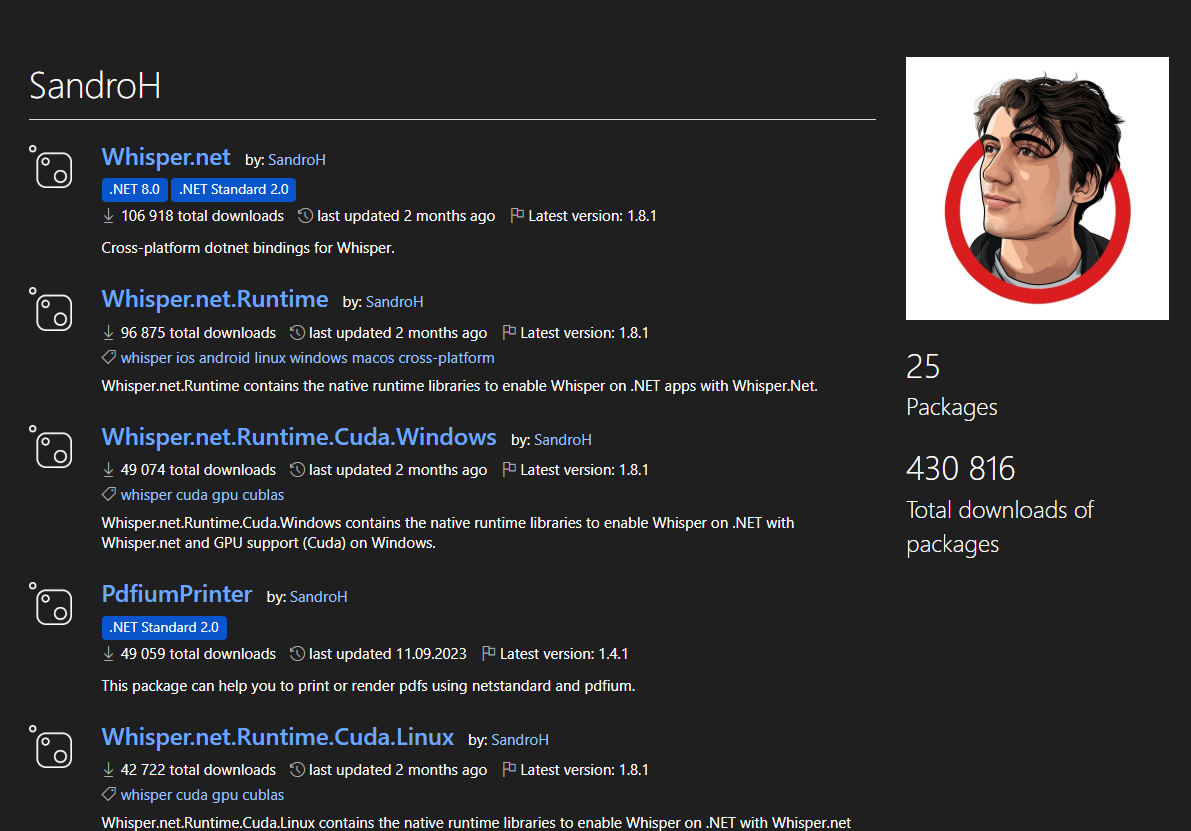 SandroH
Whisper.net by: SandroH
.NET 8.0 .NET Standard 2.0
106 918 total downloads last updated 2 months ago Latest version: 1.8.1
Cross-platform dotnet bindings for Whisper.
Whisper.net.Runtime by: SandroH
96 875 total downloads last updated 2 months ago Latest version: 1.8.1
whisper ios android linux windows macos cross-platform
Whisper.net.Runtime contains the native runtime libraries to enable Whisper on .NET apps with Whisper.Net.
Whisper.net.Runtime.Cuda.Windows by: SandroH
49 074 total downloads last updated 2 months ago Latest version: 1.8.1
whisper cuda gpu cublas
Whisper.net.Runtime.Cuda.Windows contains the native runtime libraries to enable Whisper on .NET with
Whisper.net and GPU support (Cuda) on Windows.
PdfiumPrinter by: SandroH
.NET Standard 2.0
49 059 total downloads last updated 11.09.2023 Latest version: 1.4.1
This package can help you to print or render pdfs using netstandard and pdfium.
Whisper.net.Runtime.Cuda.Linux by: SandroH
42 722 total downloads last updated 2 months ago Latest version: 1.8.1
whisper cuda gpu cublas
Whisper.net.Runtime.Cuda.Linux contains the native runtime libraries to enable Whisper on .NET with Whisper.net
25
Packages
430 816
Total downloads of
packages